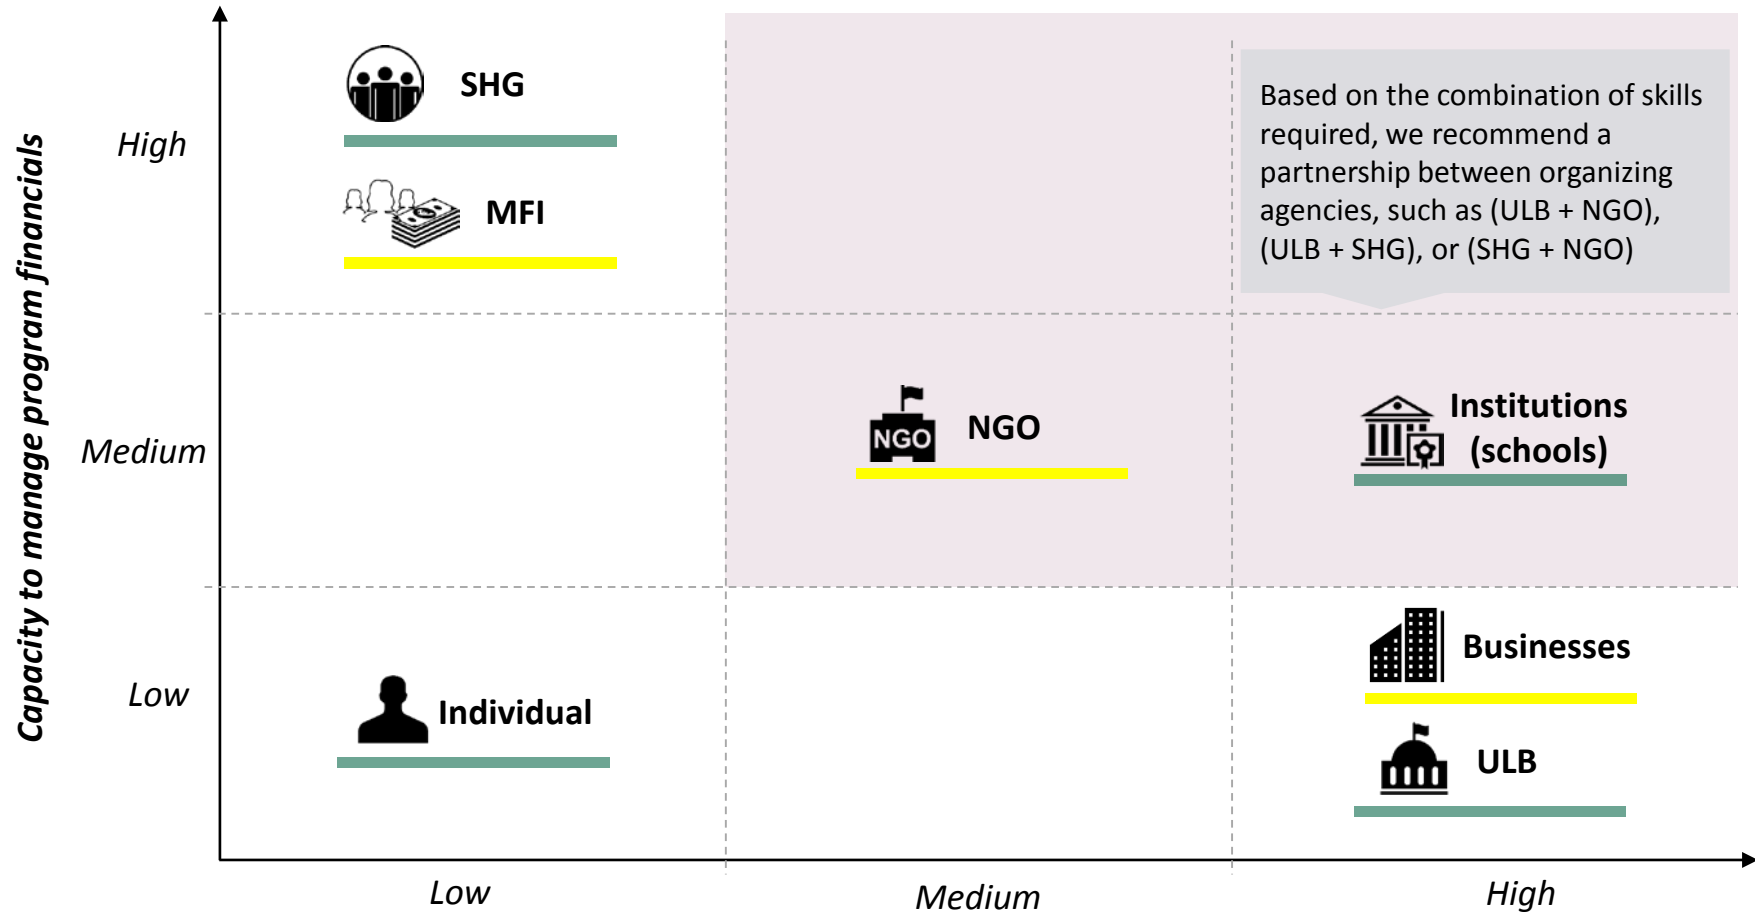 Capacity to manage program financials
High
SHG
MFI
Based on the combination of skills
required, we recommend a
partnership between organizing
agencies, such as (ULB + NGO),
(ULB + SHG), or (SHG + NGO)
Medium
NGO
NGO
Institutions
(schools)
Low
Individual
Businesses
ULB
Low
Medium
High